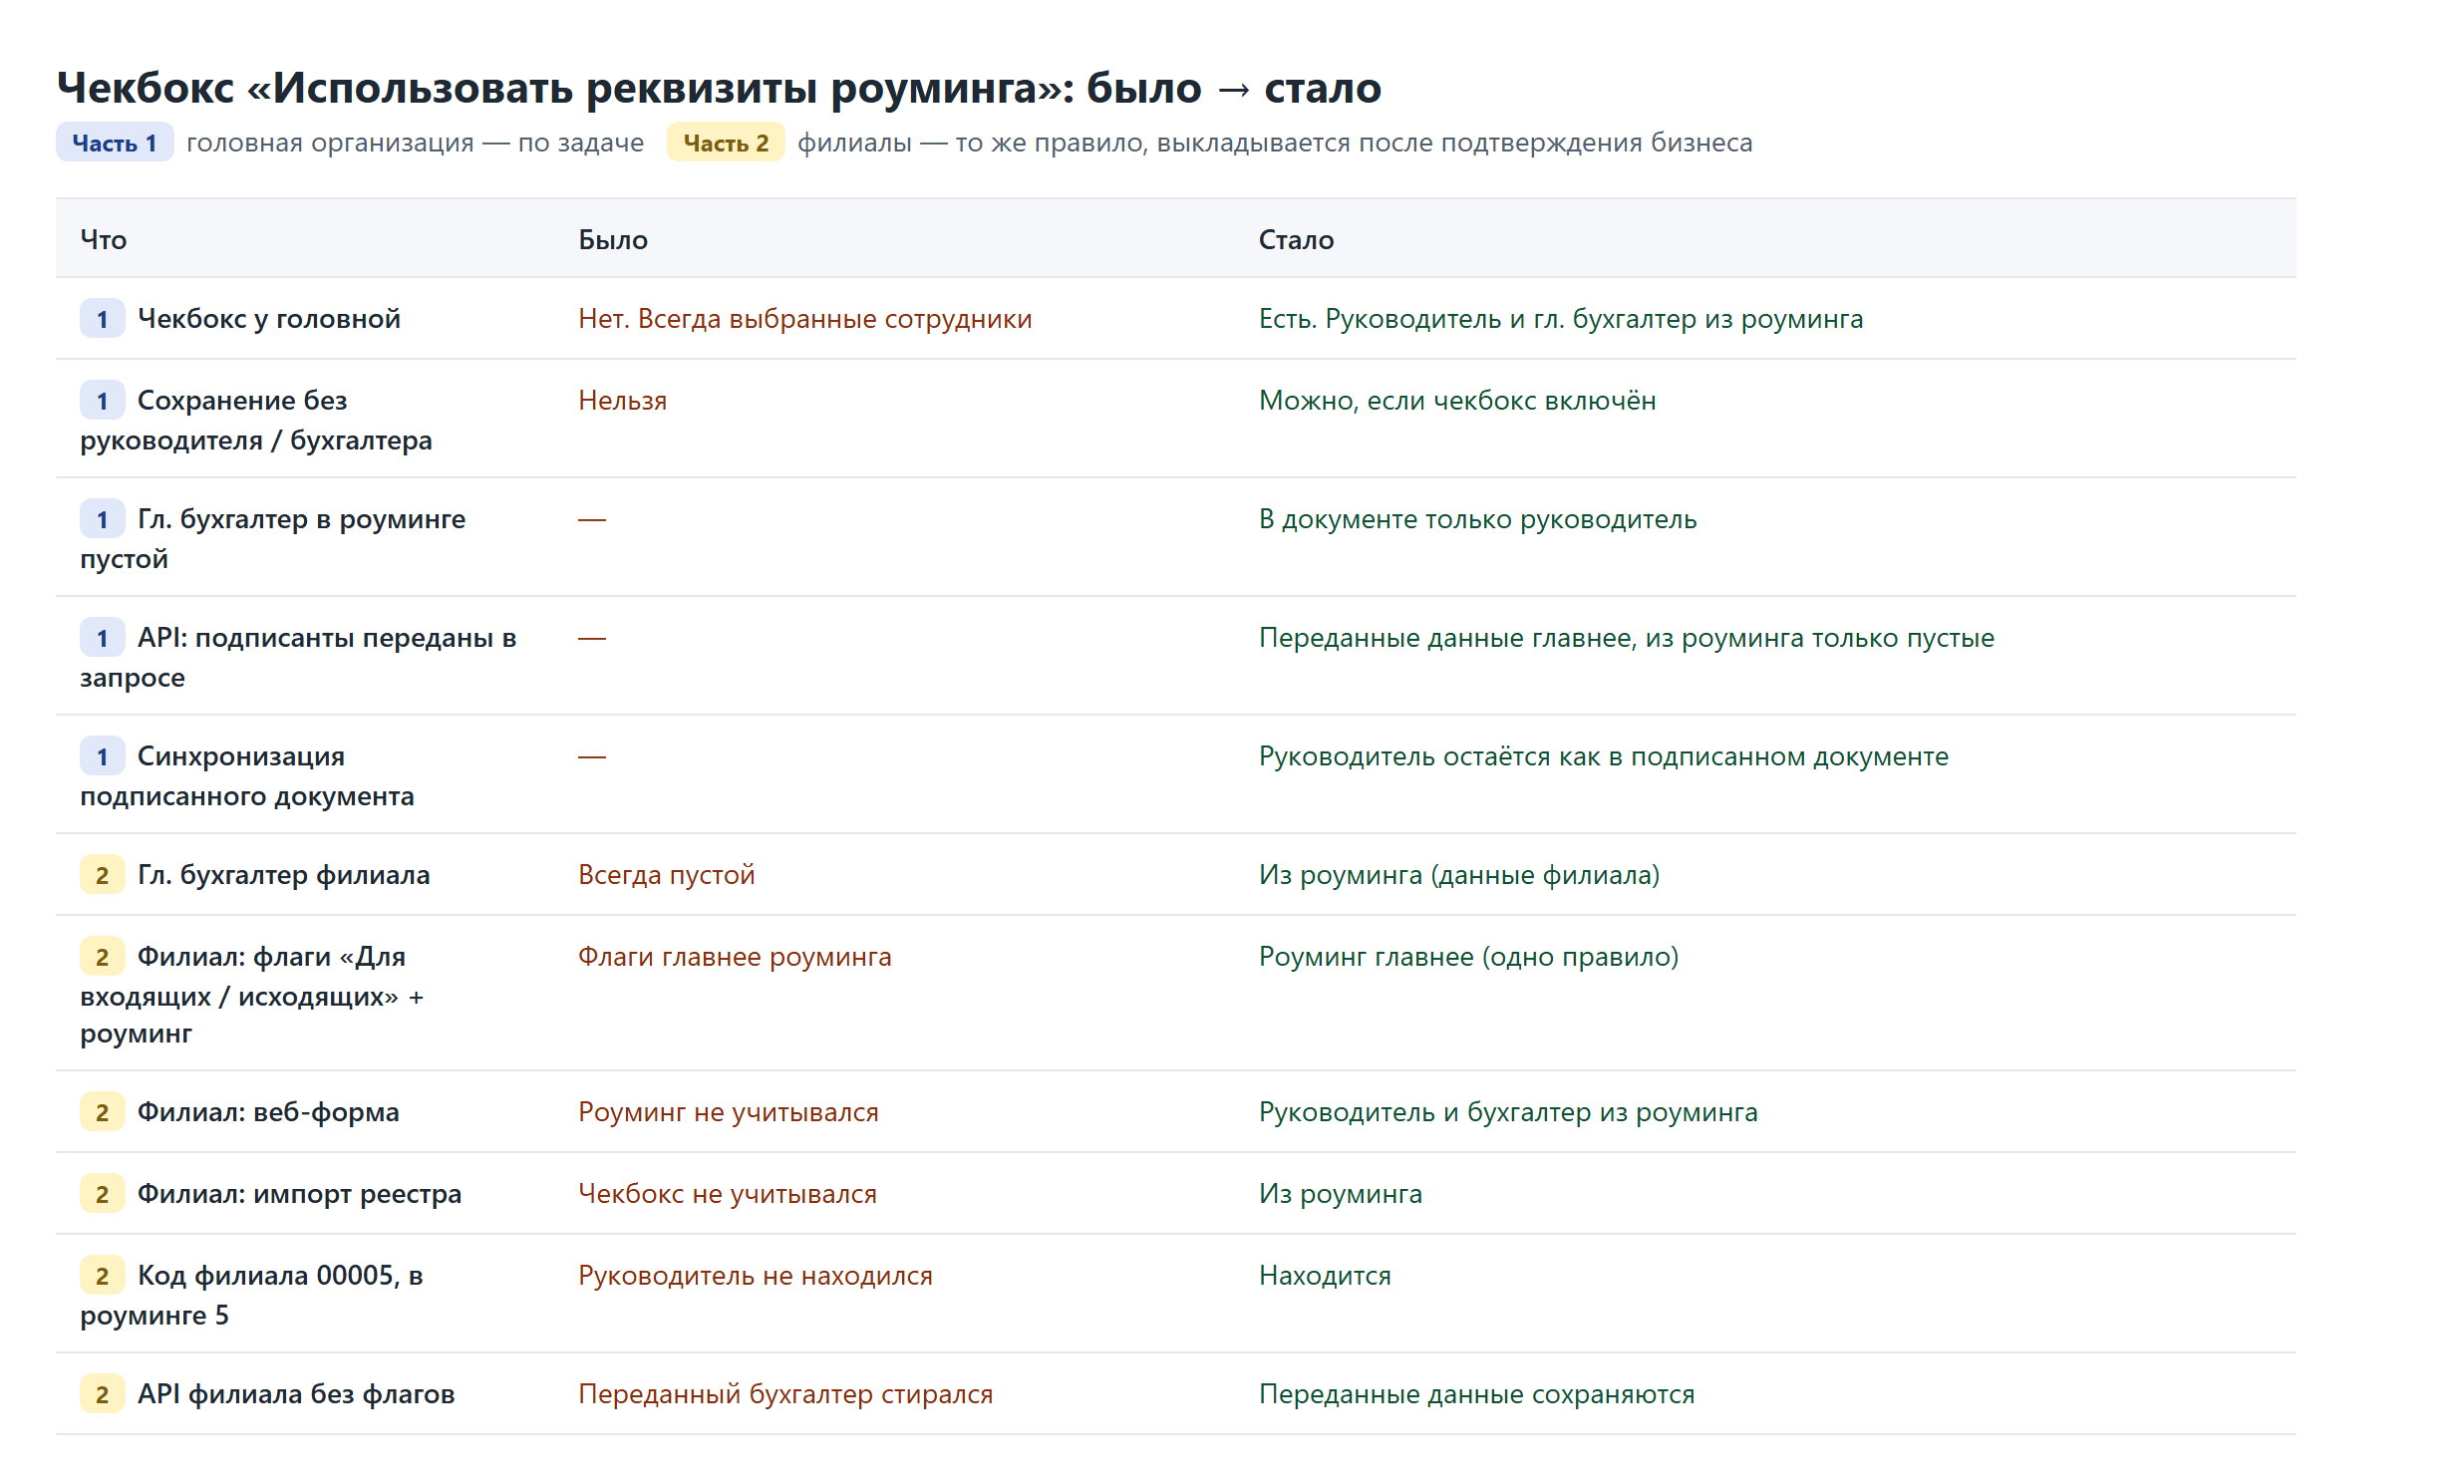 Чекбокс «Использовать реквизиты роуминга»: было → стало
Часть 1 головная организация — по задаче Часть 2 филиалы — то же правило, выкладывается после подтверждения бизнеса
Что Было Стало
1 Чекбокс у головной Нет. Всегда выбранные сотрудники Есть. Руководитель и гл. бухгалтер из роуминга
1 Сохранение без Нельзя Можно, если чекбокс включён
руководителя / бухгалтера
1 Гл. бухгалтер в роуминге — В документе только руководитель
пустой
1 API: подписанты переданы в — Переданные данные главнее, из роуминга только пустые
запросе
1 Синхронизация — Руководитель остаётся как в подписанном документе
подписанного документа
2 Гл. бухгалтер филиала Всегда пустой Из роуминга (данные филиала)
2 Филиал: флаги «Для Флаги главнее роуминга Роуминг главнее (одно правило)
входящих / исходящих» +
роуминг
2 Филиал: веб-форма Роуминг не учитывался Руководитель и бухгалтер из роуминга
2 Филиал: импорт реестра Чекбокс не учитывался Из роуминга
2 Код филиала 00005, в Руководитель не находился Находится
роуминге 5
2 API филиала без флагов Переданный бухгалтер стирался Переданные данные сохраняются